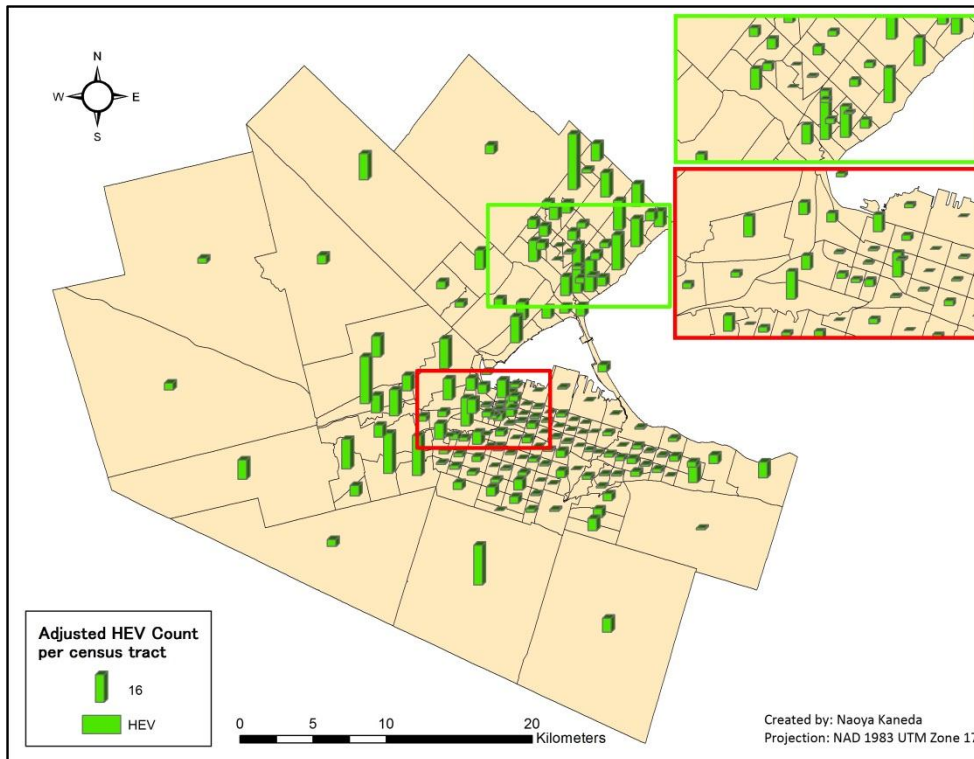 N
W E
S
Adjusted HEV Count
per census tract
16
HEV
0 5 10 20
Kilometers
Created by: Naoya Kaneda
Projection: NAD 1983 UTM Zone 17